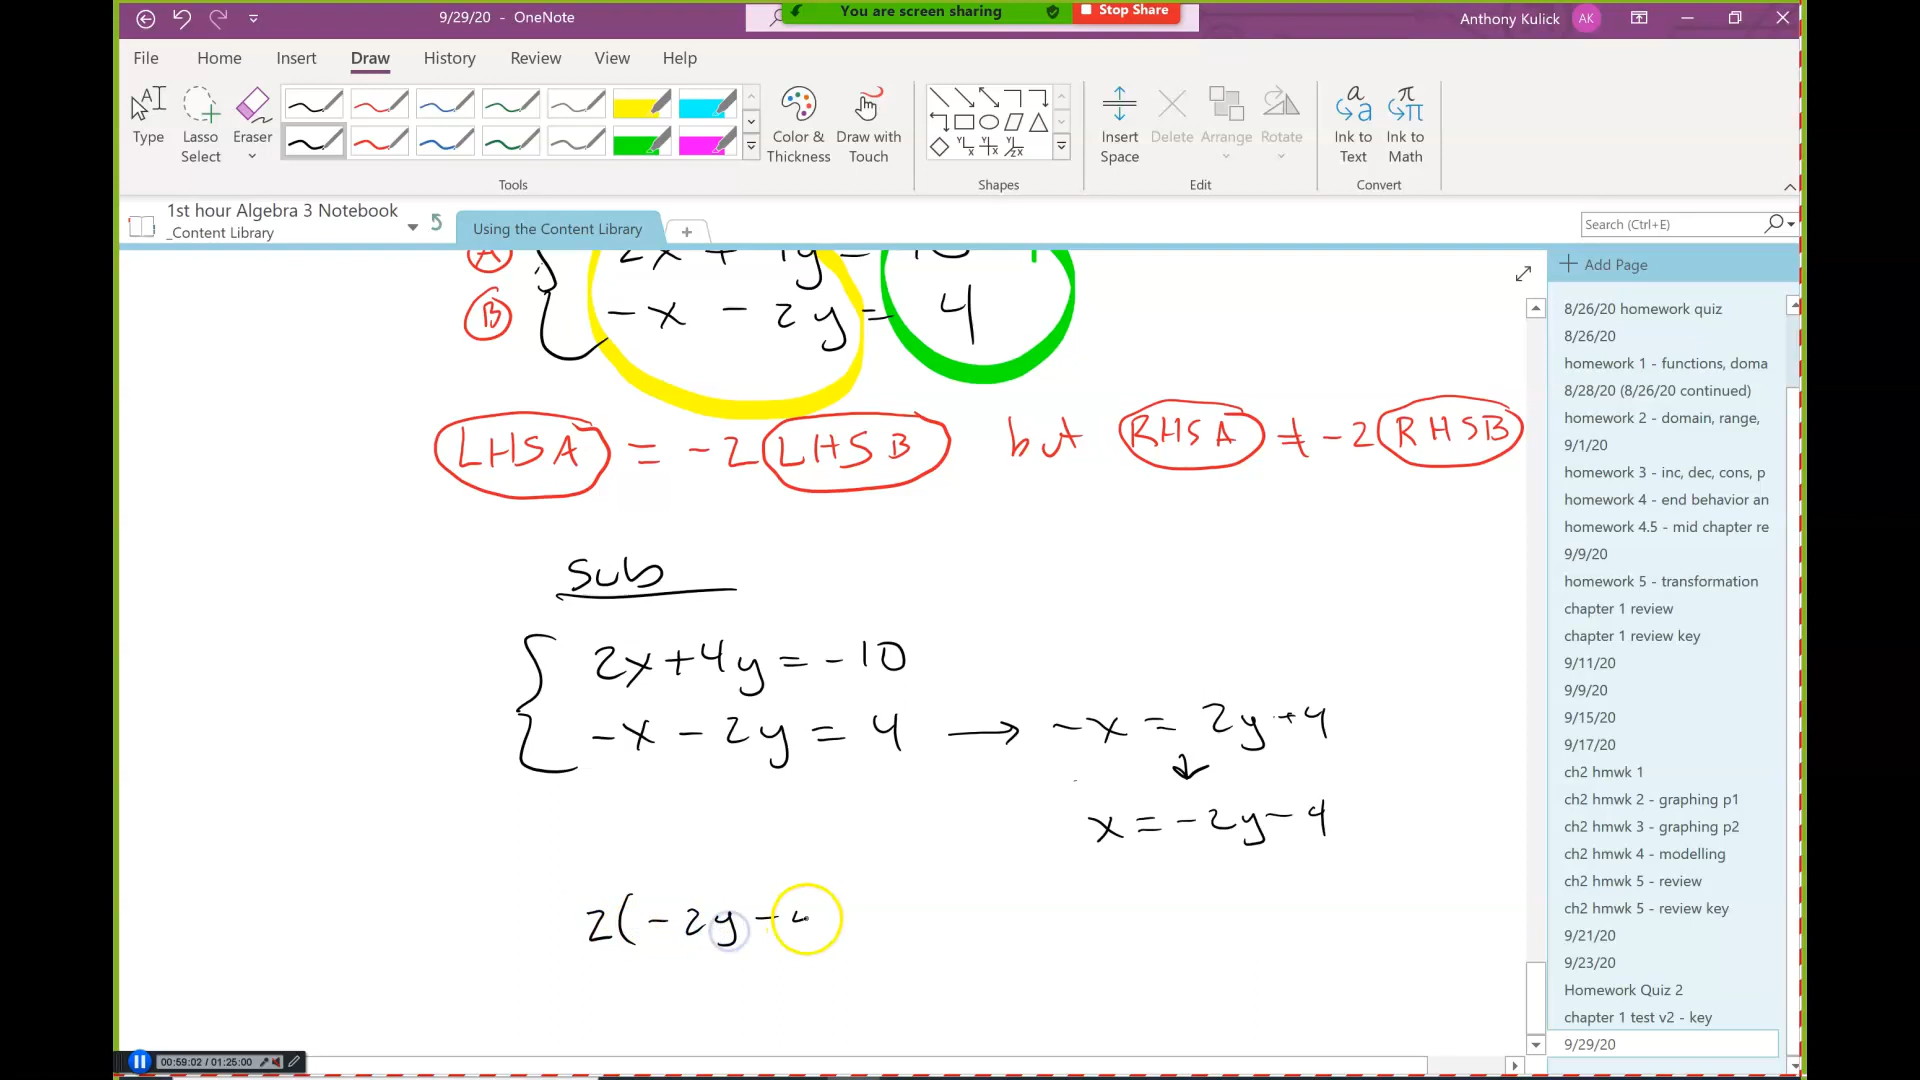 9/29/20 - OneNote
You are screen sharing
Stop Share
Anthony Kulick
AK
File Home Insert Draw History Review View Help
Type
Lasso Select
Eraser
Color & Thickness
Draw with Touch
Insert Space
Delete
Arrange
Rotate
Ink to Text
Ink to Math
Tools
Shapes
Edit
Convert
1st hour Algebra 3 Notebook
_Content Library
Using the Content Library
Search (Ctrl+E)
Add Page
B
-x - 2y = 4
LHSA = -2 LHSB but RHSA ≠ -2 RHSB
Sub
2x+4y = -10
-x - 2y = 4 → -x = 2y+4
x = -2y - 4
2(-2y - 4
8/26/20 homework quiz
8/26/20
homework 1 - functions, doma
8/28/20 (8/26/20 continued)
homework 2 - domain, range,
9/1/20
homework 3 - inc, dec, cons, p
homework 4 - end behavior an
homework 4.5 - mid chapter re
9/9/20
homework 5 - transformation
chapter 1 review
chapter 1 review key
9/11/20
9/9/20
9/15/20
9/17/20
ch2 hmwk 1
ch2 hmwk 2 - graphing p1
ch2 hmwk 3 - graphing p2
ch2 hmwk 4 - modelling
ch2 hmwk 5 - review
ch2 hmwk 5 - review key
9/21/20
9/23/20
Homework Quiz 2
chapter 1 test v2 - key
9/29/20
00:59:02 / 01:25:00